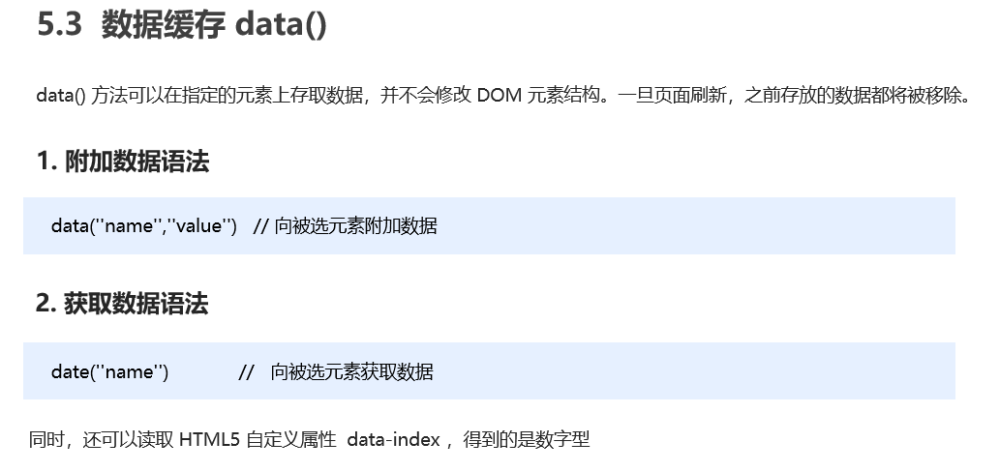 5.3 数据缓存 data()
data() 方法可以在指定的元素上存取数据，并不会修改 DOM 元素结构。一旦页面刷新，之前存放的数据都将被移除。
1. 附加数据语法
data(''name'',''value'') // 向被选元素附加数据
2. 获取数据语法
date(''name'') // 向被选元素获取数据
同时，还可以读取 HTML5 自定义属性 data-index ，得到的是数字型